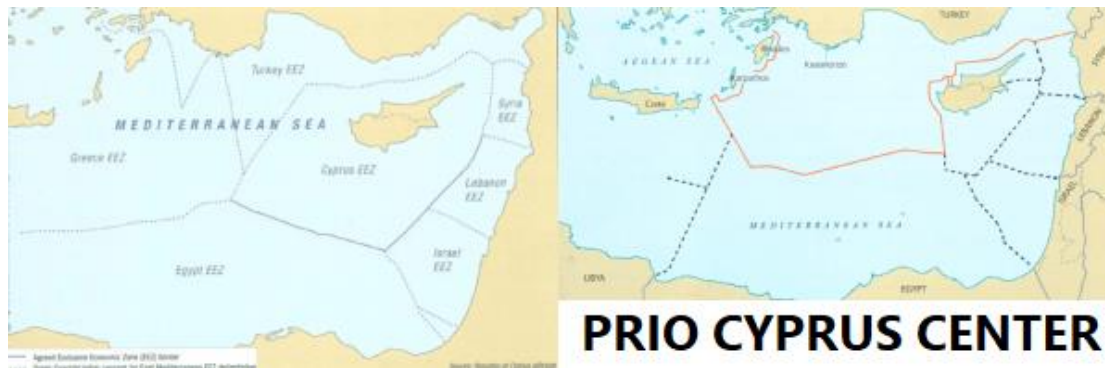 Turkey EEZ
MEDITERRANEAN SEA
Syria
EEZ
Greece EEZ
Cyprus EEZ
Lebanon
EEZ
Israel
EEZ
Egypt EEZ
Agreed Exclusive Economic Zone (EEZ) border
TURKEY
Rhodes
AEGEAN SEA
Karpathos
Kastelorizon
Crete
LEBANON
ISRAEL
MEDITERRANEAN SEA
LIBYA
EGYPT
PRIO CYPRUS CENTER